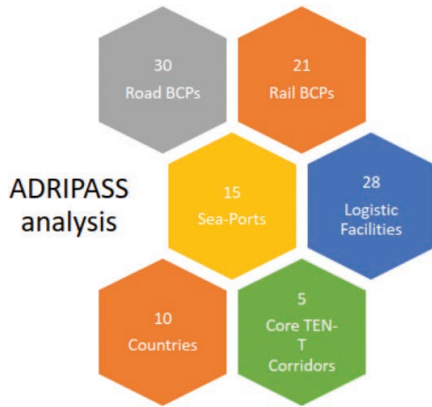 30
Road BCPs
21
Rail BCPs
ADRIPASS
analysis
15
Sea-Ports
28
Logistic
Facilities
10
Countries
5
Core TEN-
T
Corridors